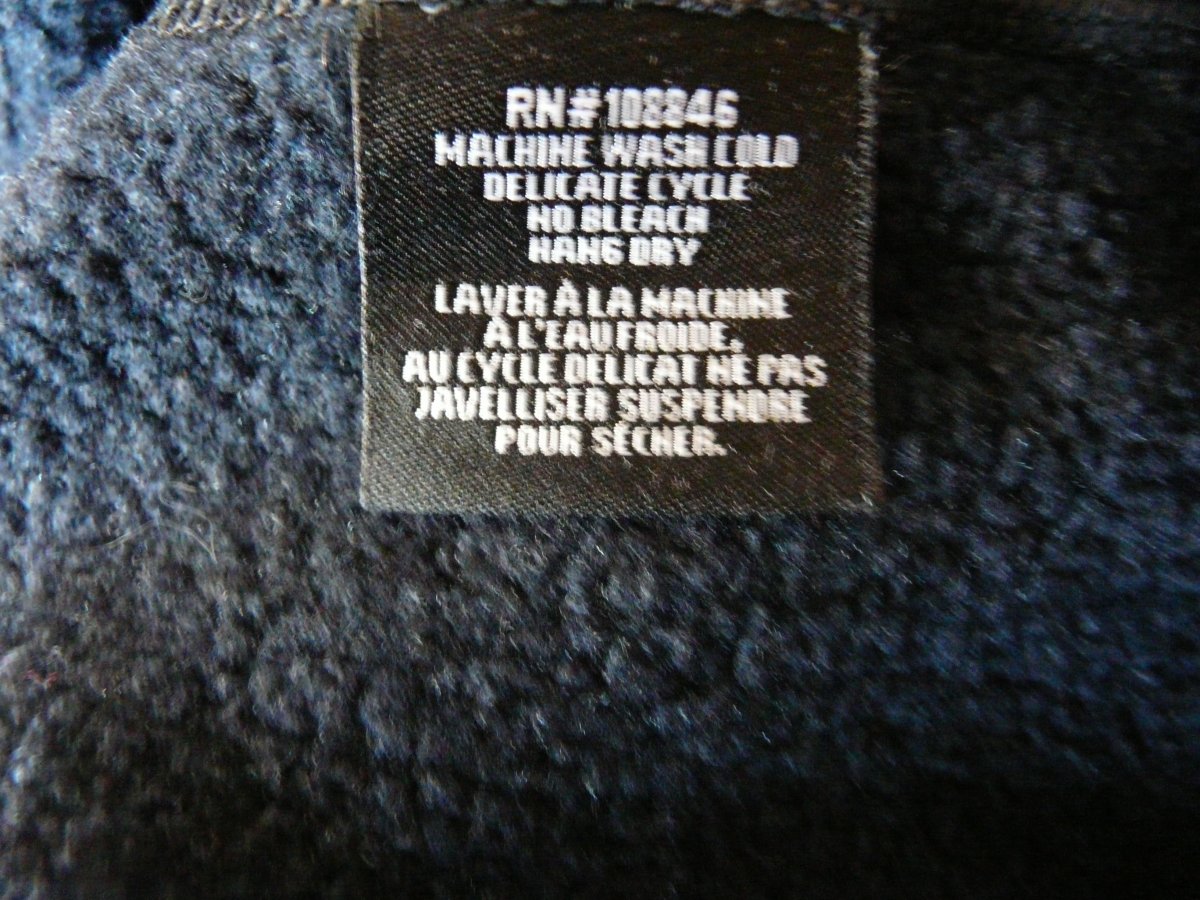 RN#108846
MACHINE WASH COLD
DELICATE CYCLE
NO BLEACH
HANG DRY
LAVER À LA MACHINE
À L'EAU FROIDE,
AU CYCLE DÉLICAT NE PAS
JAVELLISER SUSPENDRE
POUR SÉCHER.